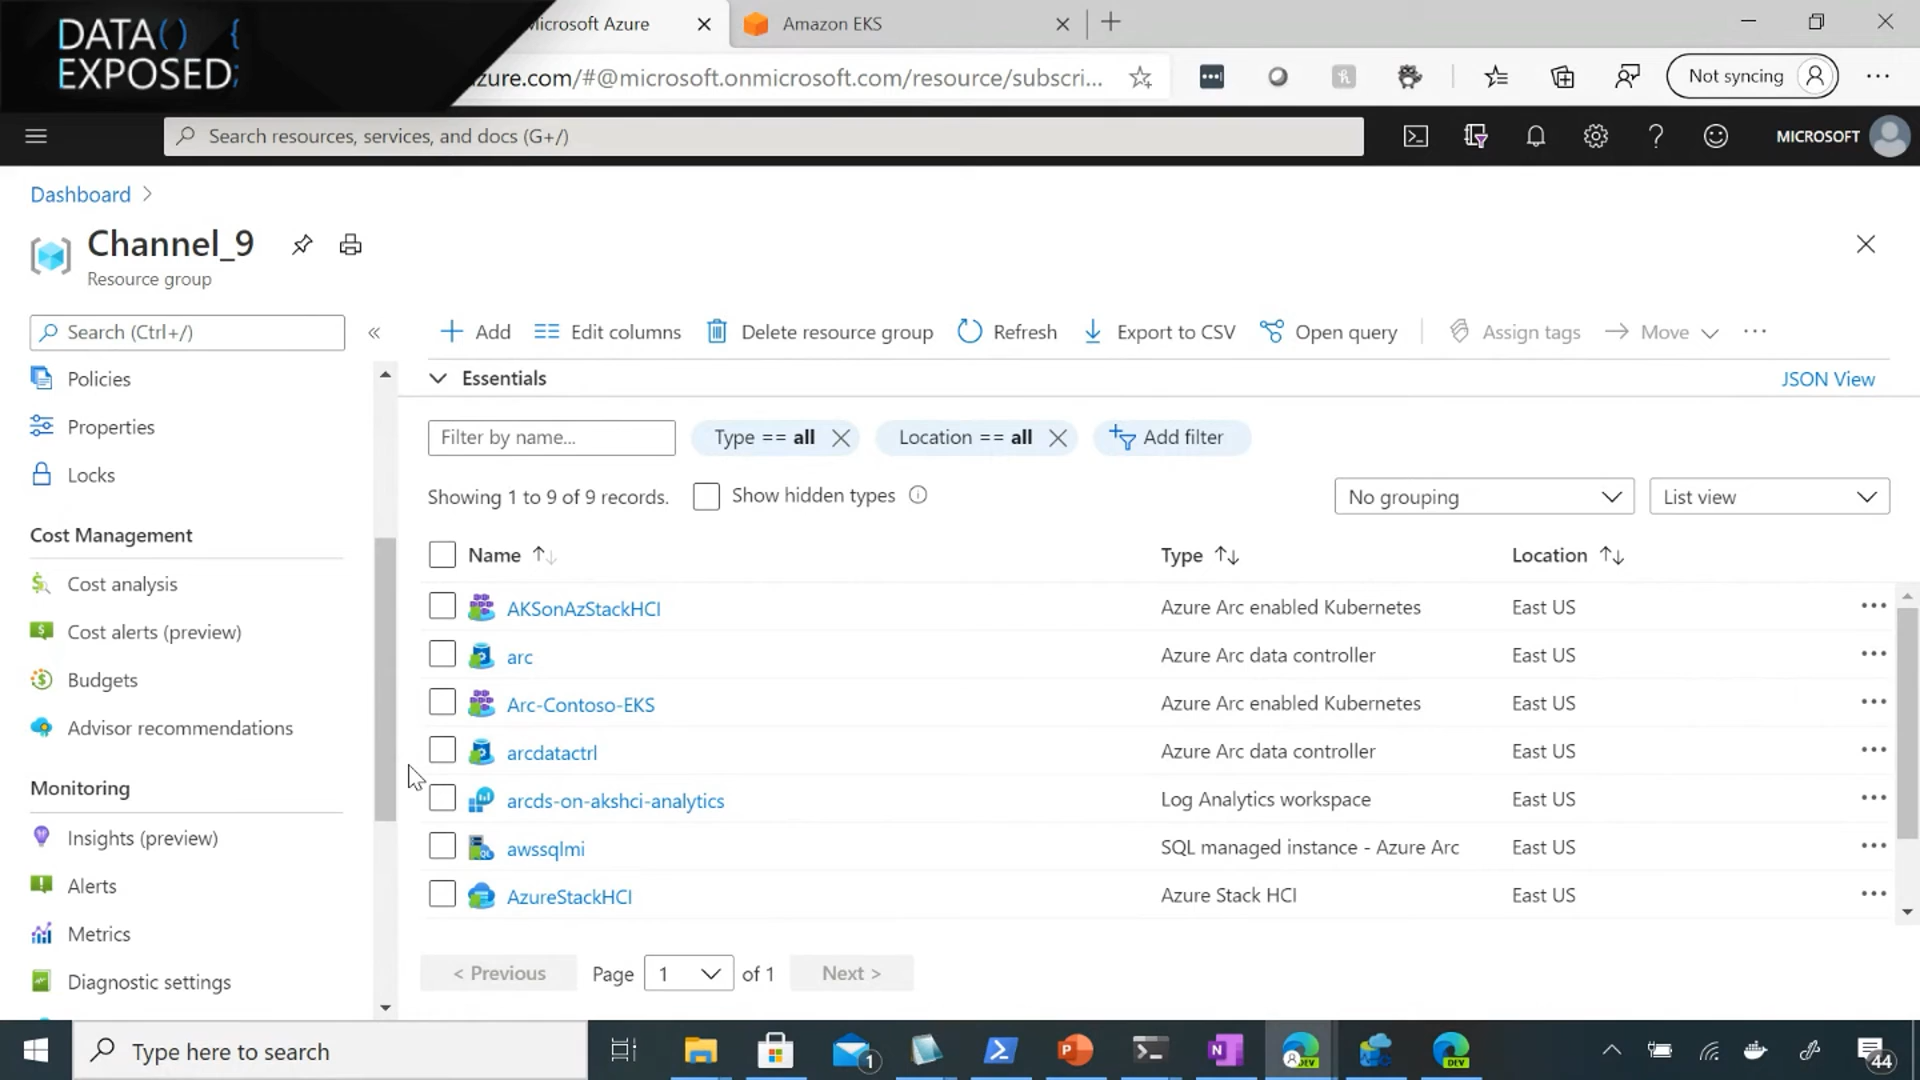 DATA() {
EXPOSED;
Microsoft Azure
Amazon EKS
zure.com/#@microsoft.onmicrosoft.com/resource/subscri...
Not syncing
Search resources, services, and docs (G+/)
MICROSOFT
Dashboard
Channel_9
Resource group
Search (Ctrl+/)
Add
Edit columns
Delete resource group
Refresh
Export to CSV
Open query
Assign tags
Move
Policies
Properties
Locks
Cost Management
Cost analysis
Cost alerts (preview)
Budgets
Advisor recommendations
Monitoring
Insights (preview)
Alerts
Metrics
Diagnostic settings
Essentials
JSON View
Filter by name...
Type == all
Location == all
Add filter
Showing 1 to 9 of 9 records.
Show hidden types
No grouping
List view
Name Type Location
AKSonAzStackHCI Azure Arc enabled Kubernetes East US
arc Azure Arc data controller East US
Arc-Contoso-EKS Azure Arc enabled Kubernetes East US
arcdatactrl Azure Arc data controller East US
arcds-on-akshci-analytics Log Analytics workspace East US
awssqlmi SQL managed instance - Azure Arc East US
AzureStackHCI Azure Stack HCI East US
< Previous Page 1 of 1 Next >
Type here to search
1
DEV
DEV
44